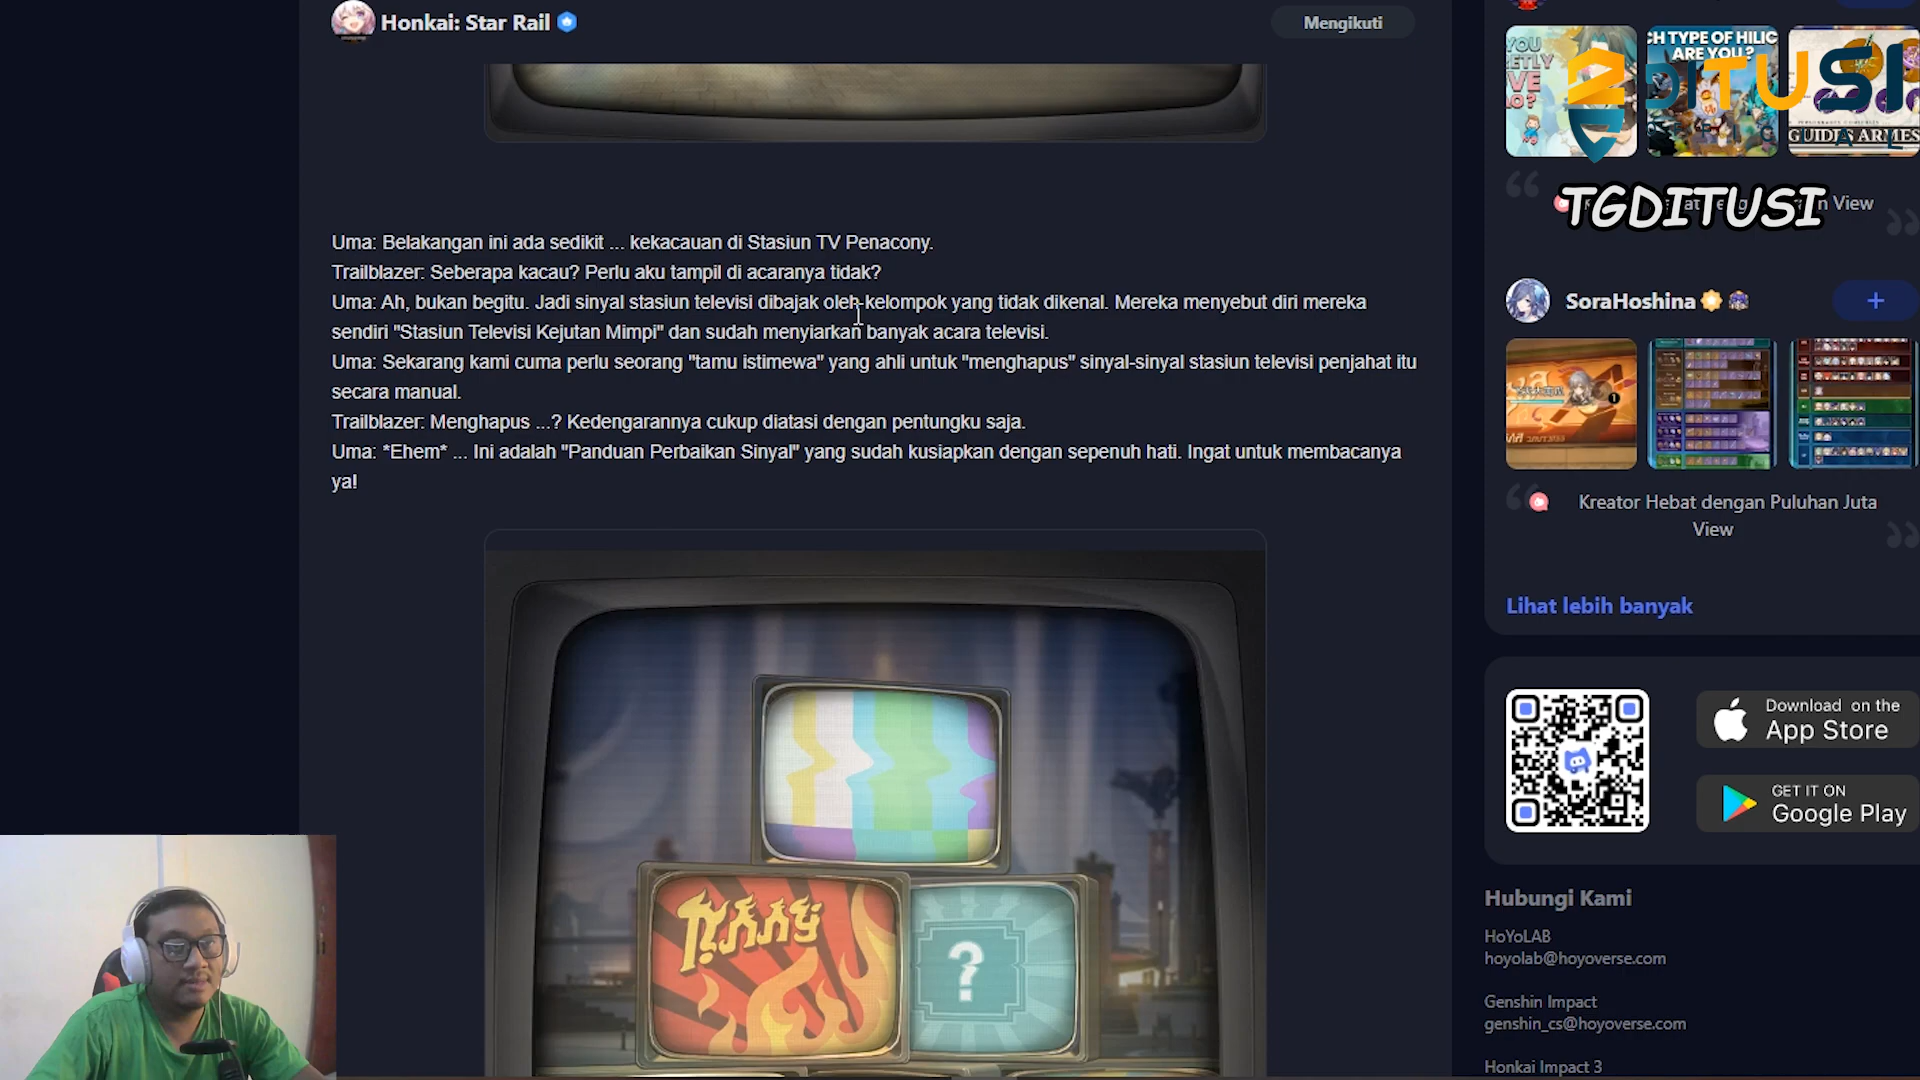 Honkai: Star Rail
Mengikuti
Uma: Belakangan ini ada sedikit ... kekacauan di Stasiun TV Penacony.
Trailblazer: Seberapa kacau? Perlu aku tampil di acaranya tidak?
Uma: Ah, bukan begitu. Jadi sinyal stasiun televisi dibajak oleh kelompok yang tidak dikenal. Mereka menyebut diri mereka
sendiri "Stasiun Televisi Kejutan Mimpi" dan sudah menyiarkan banyak acara televisi.
Uma: Sekarang kami cuma perlu seorang "tamu istimewa" yang ahli untuk "menghapus" sinyal-sinyal stasiun televisi penjahat itu
secara manual.
Trailblazer: Menghapus ...? Kedengarannya cukup diatasi dengan pentungku saja.
Uma: *Ehem* ... Ini adalah "Panduan Perbaikan Sinyal" yang sudah kusiapkan dengan sepenuh hati. Ingat untuk membacanya
ya!
?
CH TYPE OF HILIC
ARE YOU?
GUIDES ARMES
DITUSI
TGDITUSI
View
SoraHoshina
+
Kreator Hebat dengan Puluhan Juta
View
Lihat lebih banyak
Download on the
App Store
GET IT ON
Google Play
Hubungi Kami
HoYoLAB
hoyolab@hoyoverse.com
Genshin Impact
genshin_cs@hoyoverse.com
Honkai Impact 3